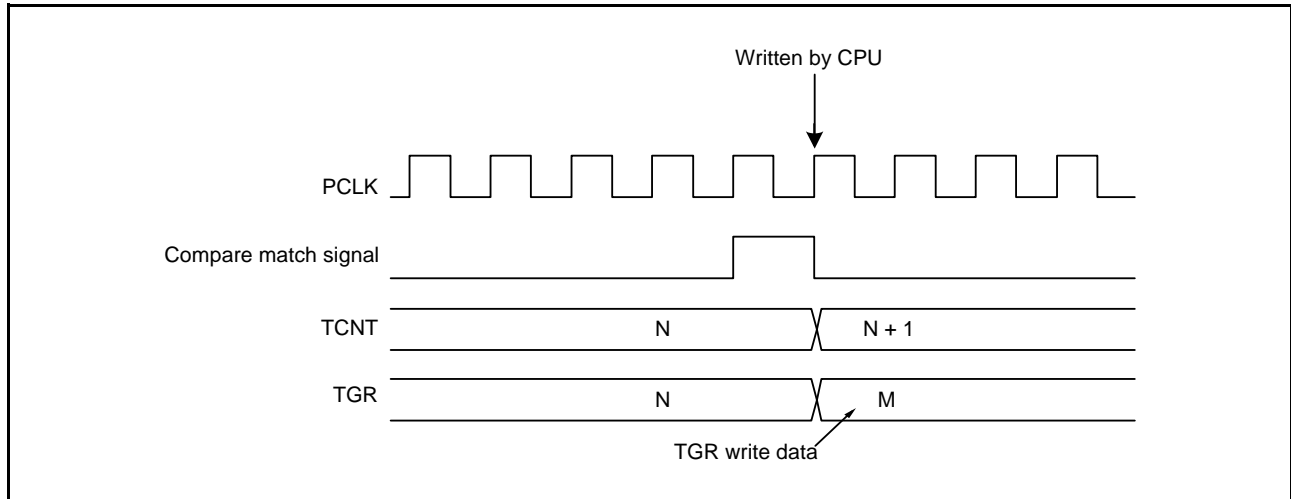 Written by CPU
PCLK
Compare match signal
TCNT
N
N + 1
TGR
N
M
TGR write data